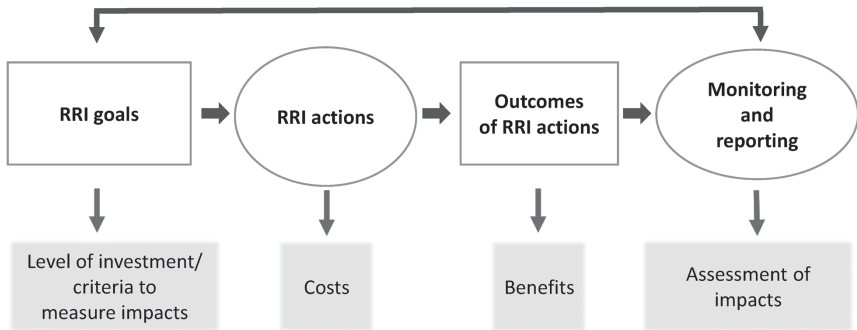 RRI goals
RRI actions
Outcomes
of RRI actions
Monitoring
and
reporting
Level of investment/
criteria to
measure impacts
Costs
Benefits
Assessment of
impacts